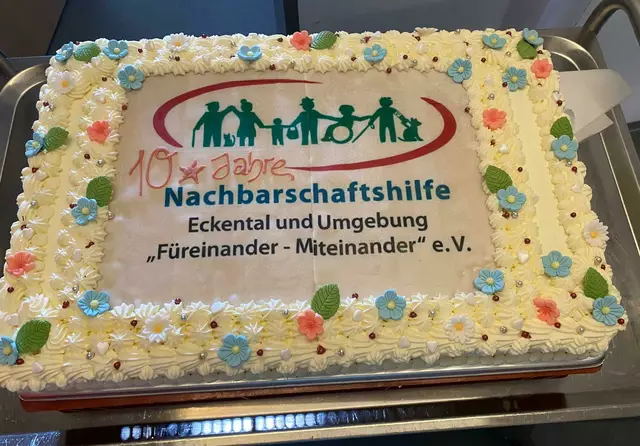 10 Jahre
Nachbarschaftshilfe
Eckental und Umgebung
„Füreinander - Miteinander“ e.V.